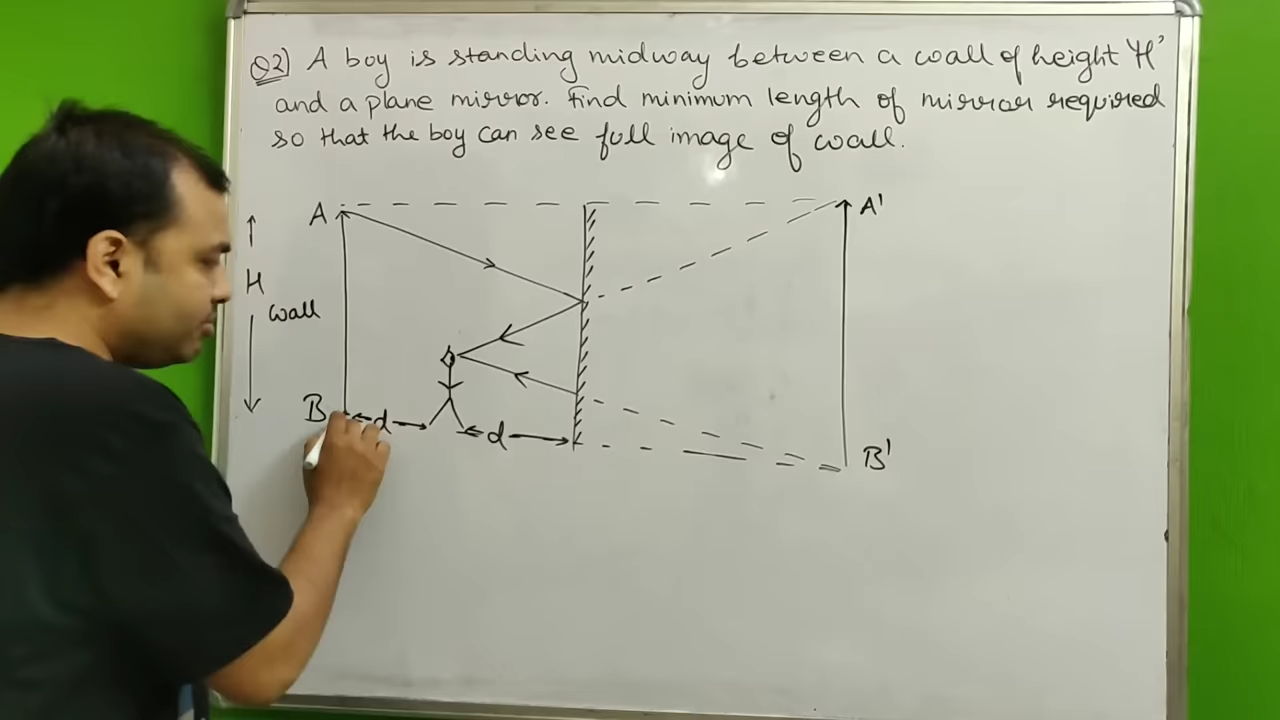 Q2) A boy is standing midway between a wall of height 'H'
and a plane mirror. Find minimum length of mirror required
so that the boy can see full image of wall.
A
A'
H
wall
B
d
d
B'